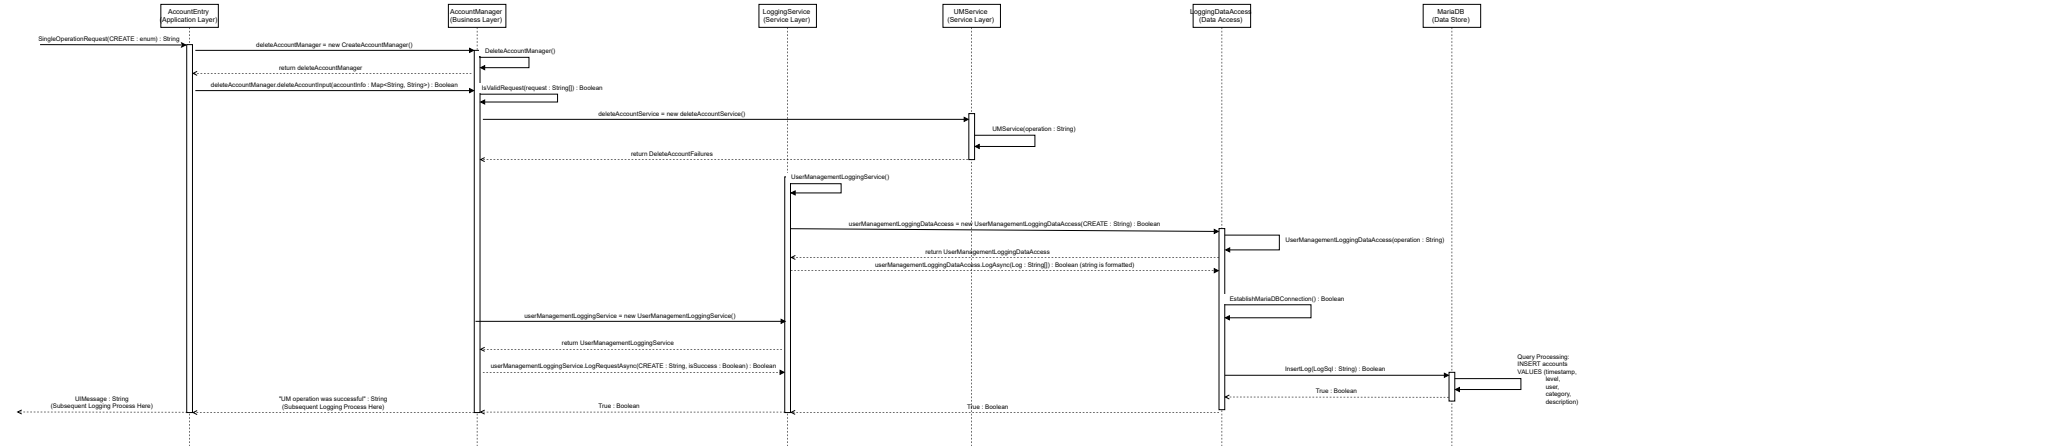 AccountEntry
(Application Layer)
AccountManager
(Business Layer)
LoggingService
(Service Layer)
UMService
(Service Layer)
LoggingDataAccess
(Data Access)
MariaDB
(Data Store)
SingleOperationRequest(CREATE : enum) : String
deleteAccountManager = new CreateAccountManager()
DeleteAccountManager()
return deleteAccountManager
deleteAccountManager.deleteAccountInput(accountInfo : Map<String, String>) : Boolean
IsValidRequest(request : String[]) : Boolean
deleteAccountService = new deleteAccountService()
UMService(operation : String)
return DeleteAccountFailures
UserManagementLoggingService()
userManagementLoggingDataAccess = new UserManagementLoggingDataAccess(CREATE : String) : Boolean
UserManagementLoggingDataAccess(operation : String)
return UserManagementLoggingDataAccess
userManagementLoggingDataAccess.LogAsync(Log : String[]) : Boolean (string is formatted)
EstablishMariaDBConnection() : Boolean
userManagementLoggingService = new UserManagementLoggingService()
return UserManagementLoggingService
userManagementLoggingService.LogRequestAsync(CREATE : String, isSuccess : Boolean) : Boolean
InsertLog(LogSql : String) : Boolean
Query Processing:
INSERT accounts
VALUES (timestamp,
level,
user,
category,
description)
True : Boolean
UIMessage : String
(Subsequent Logging Process Here)
"UM operation was successful" : String
(Subsequent Logging Process Here)
True : Boolean
True : Boolean